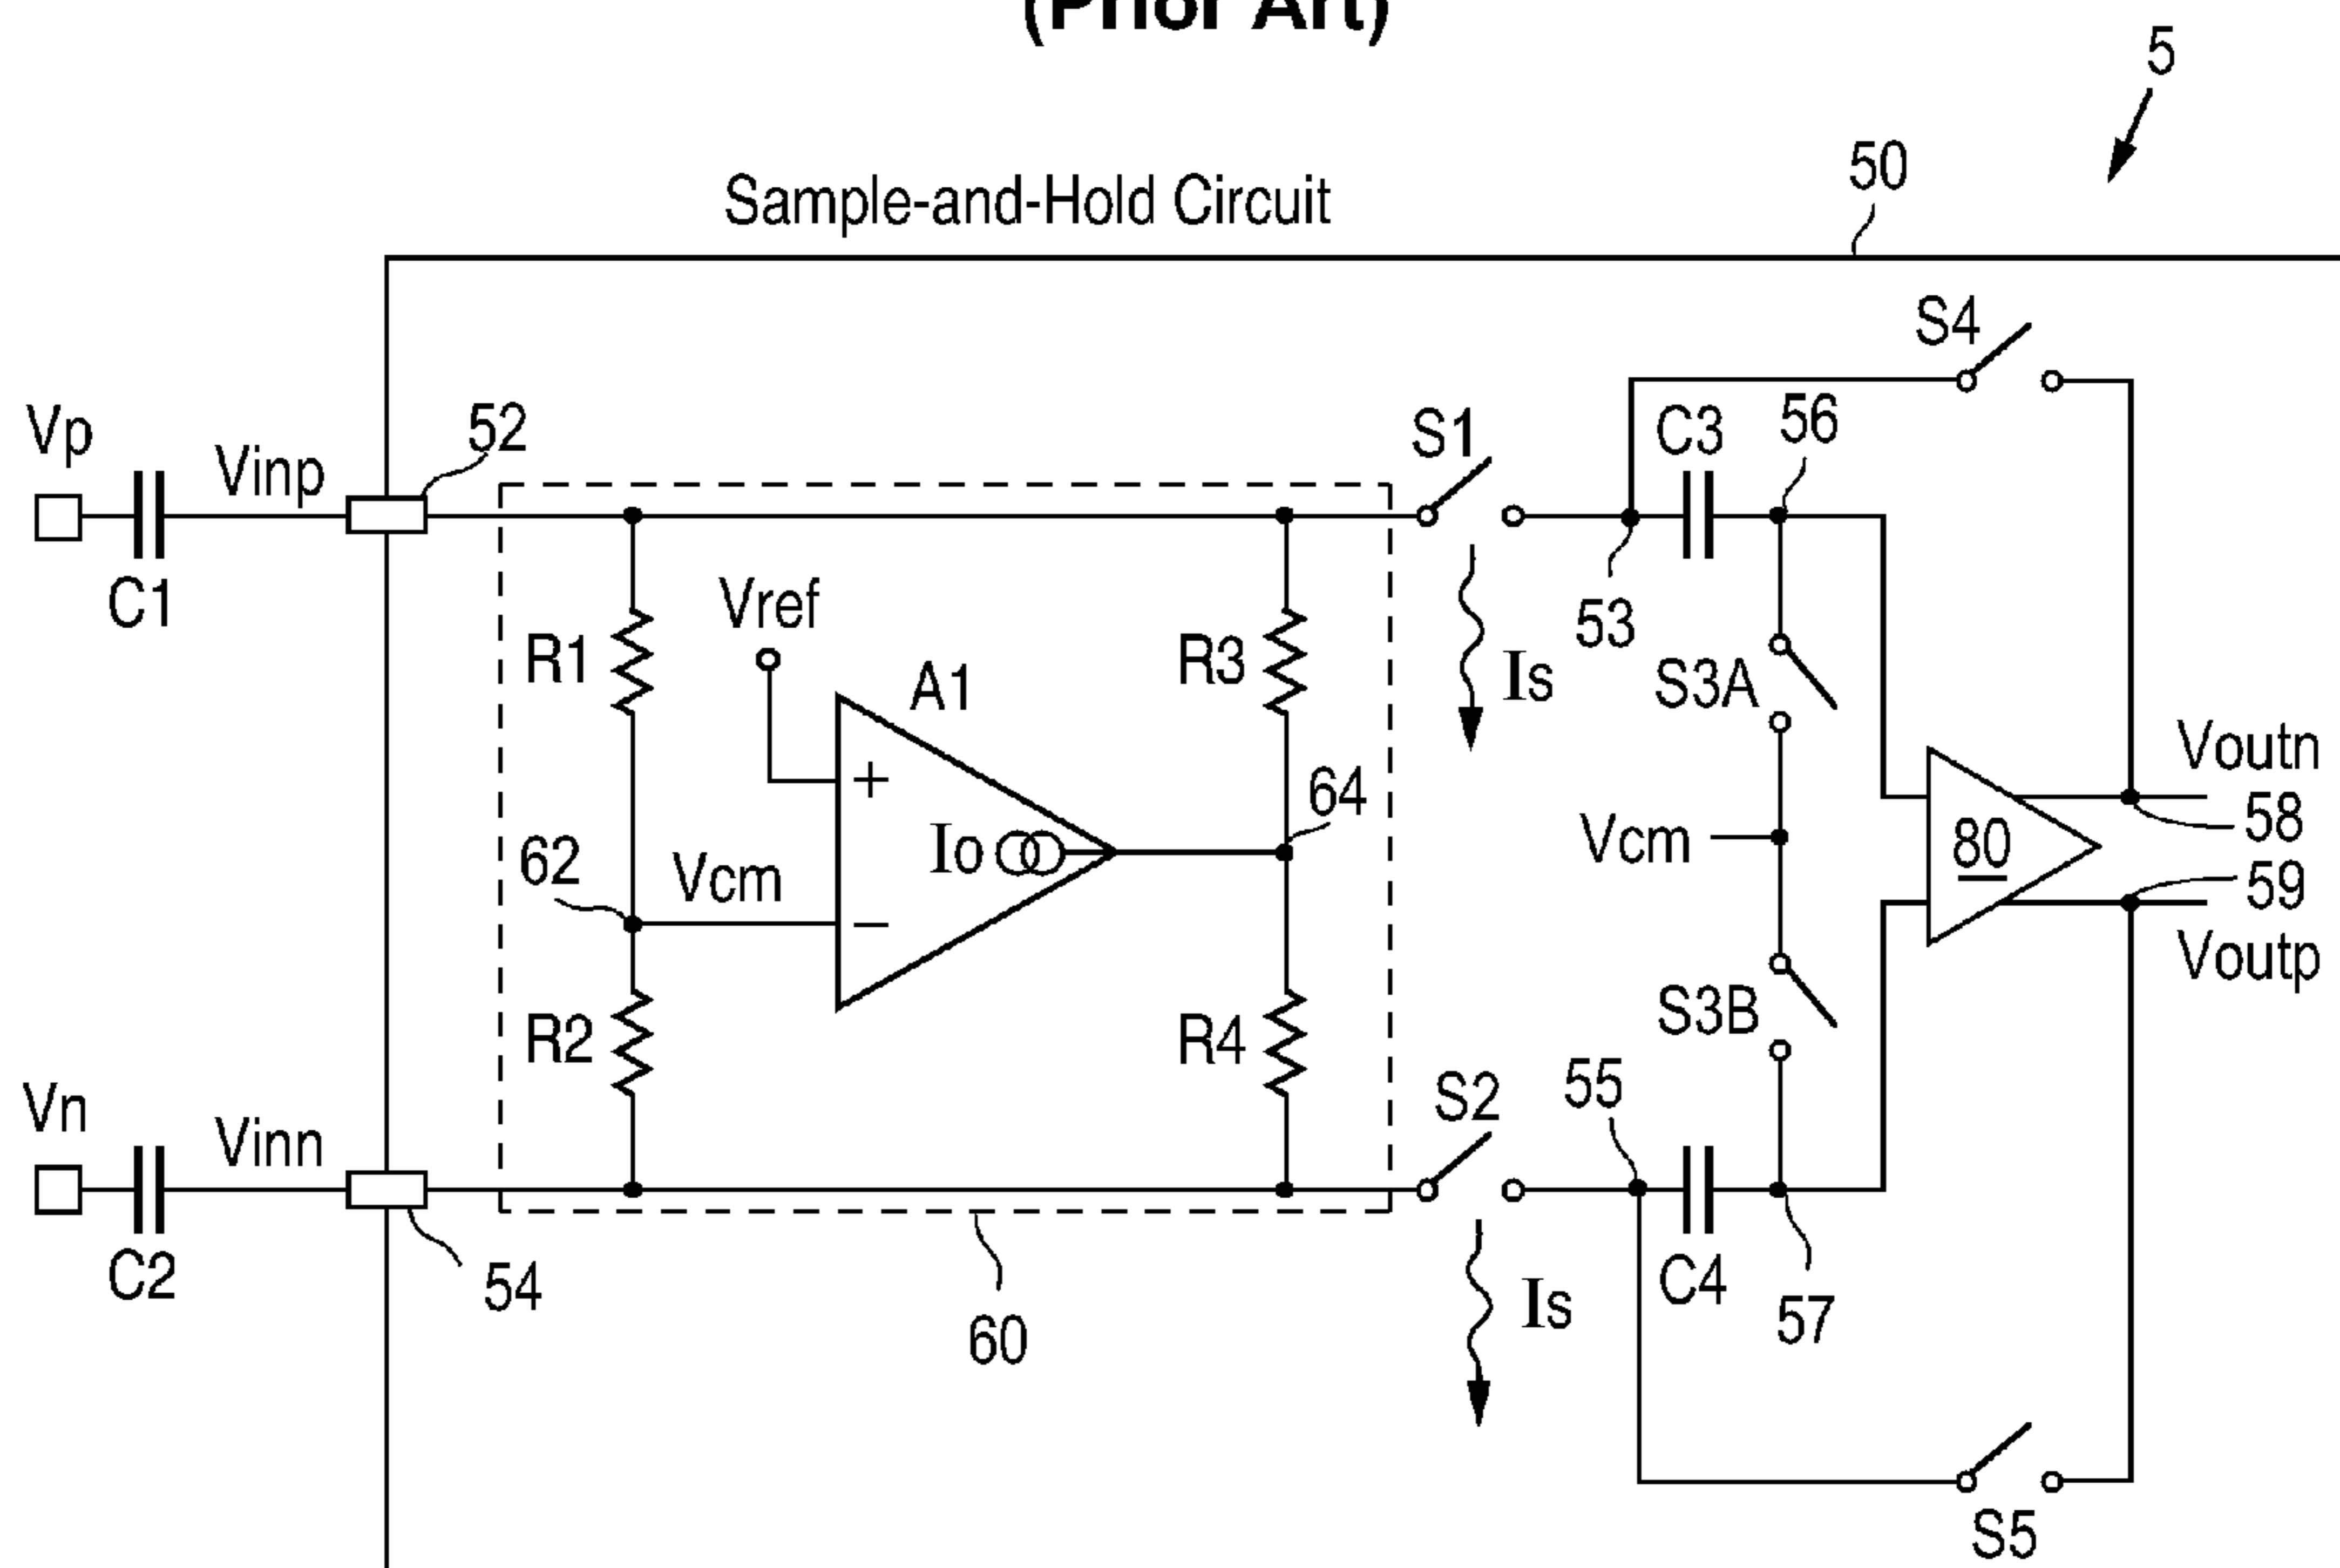 (Prior Art)
5
50
Sample-and-Hold Circuit
S4
Vp
Vinp
52
S1
C3
56
C1
Vref
R1
A1
R3
53
Is
S3A
+
64
Voutn
62
Vcm
Io
Vcm
80
58
59
−
Voutp
R2
R4
S3B
Vn
Vinn
S2
55
C2
54
C4
Is
57
60
S5